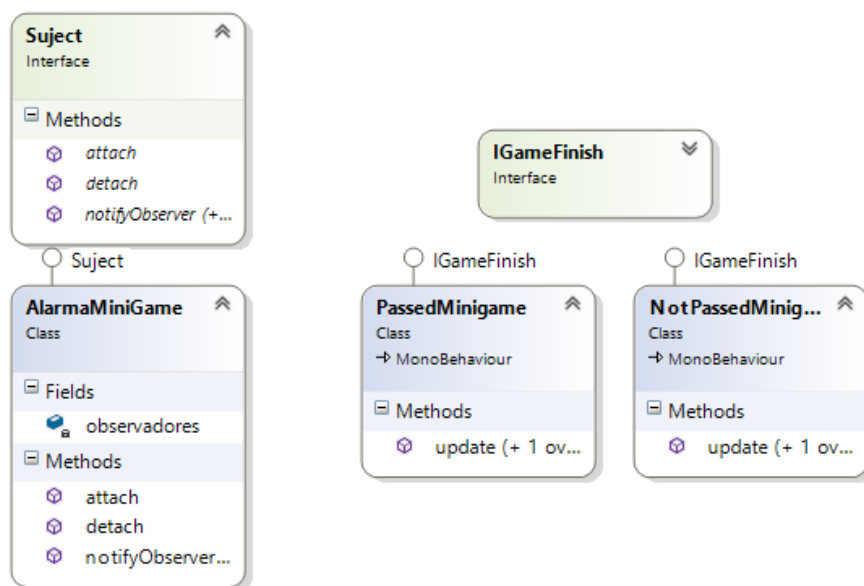 Suject
Interface
Methods
attach
detach
notifyObserver (+...
Suject
AlarmaMiniGame
Class
Fields
observadores
Methods
attach
detach
notifyObserver...
IGameFinish
Interface
IGameFinish
PassedMinigame
Class
MonoBehaviour
Methods
update (+ 1 ov...
IGameFinish
NotPassedMinig...
Class
MonoBehaviour
Methods
update (+ 1 ov...